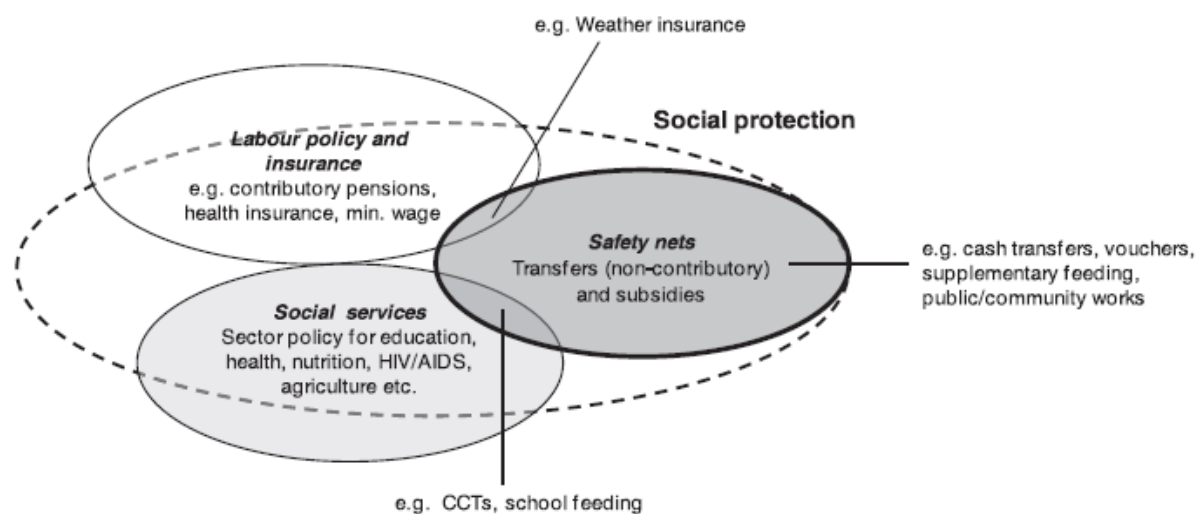 e.g. Weather insurance
Social protection
Labour policy and
insurance
e.g. contributory pensions,
health insurance, min. wage
Safety nets
Transfers (non-contributory)
and subsidies
e.g. cash transfers, vouchers,
supplementary feeding,
public/community works
Social services
Sector policy for education,
health, nutrition, HIV/AIDS,
agriculture etc.
e.g. CCTs, school feeding